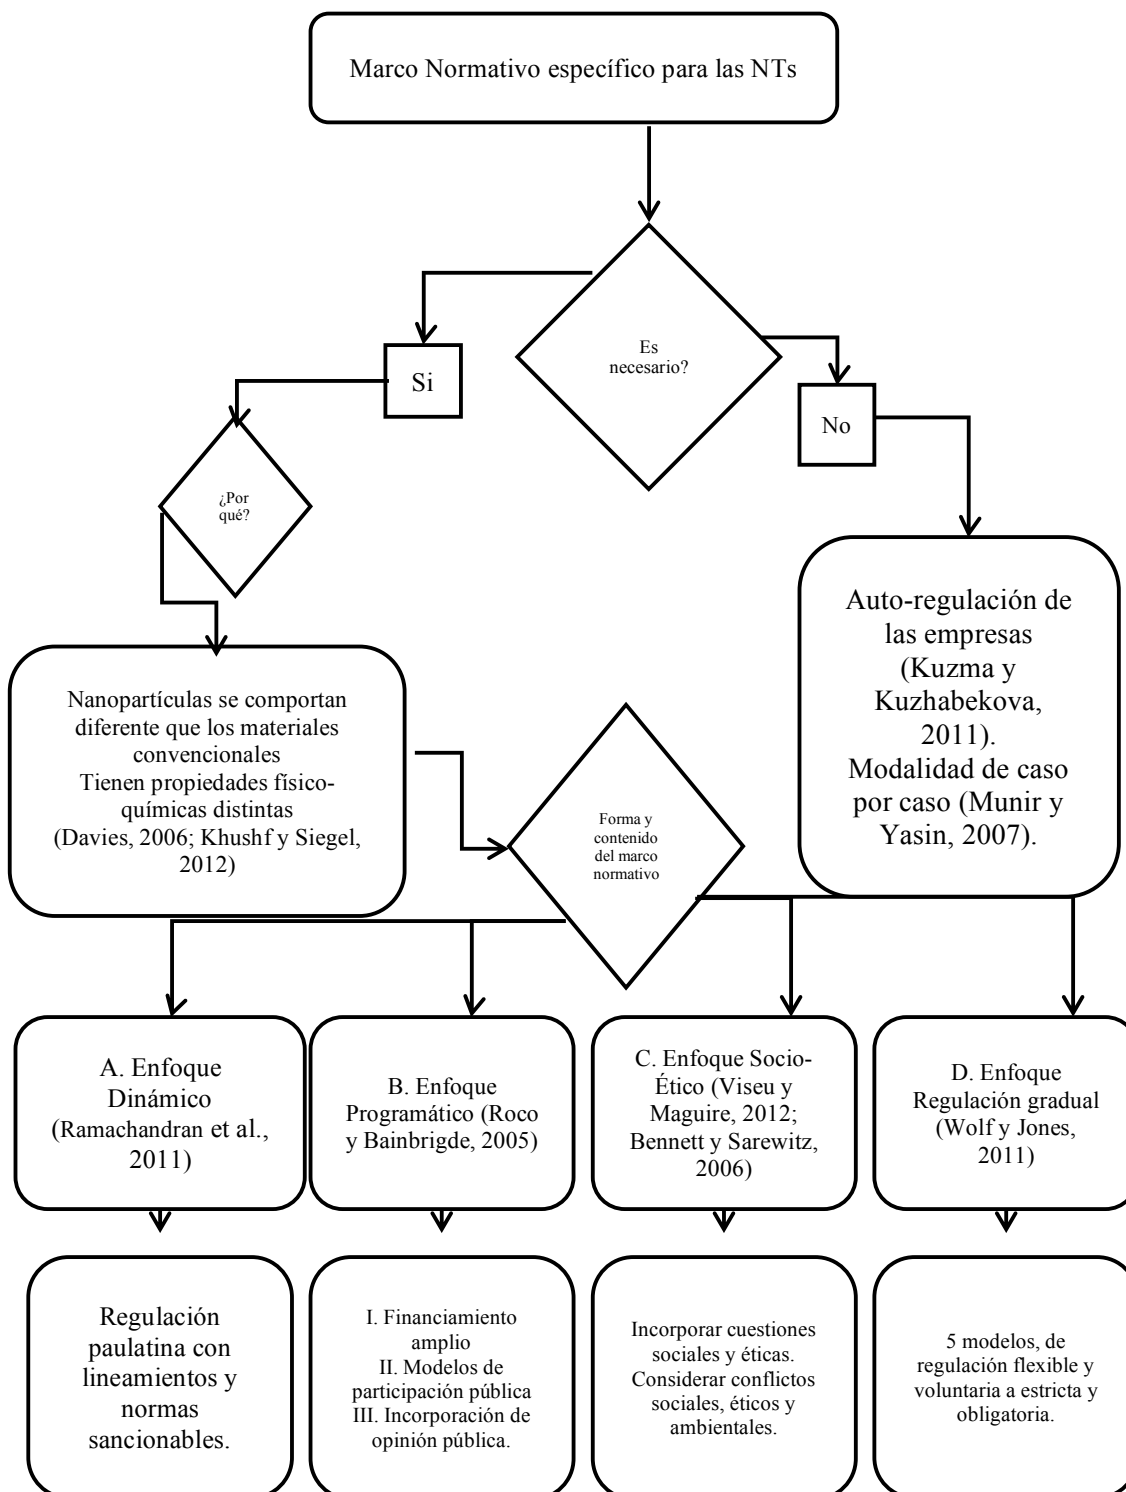 Marco Normativo específico para las NTs
Es
necesario?
Si
No
¿Por
qué?
Auto-regulación de
las empresas
(Kuzma y
Kuzhabekova,
2011).
Modalidad de caso
por caso (Munir y
Yasin, 2007).
Nanopartículas se comportan
diferente que los materiales
convencionales
Tienen propiedades físico-
químicas distintas
(Davies, 2006; Khushf y Siegel,
2012)
Forma y
contenido
del marco
normativo
A. Enfoque
Dinámico
(Ramachandran et al.,
2011)
B. Enfoque
Programático (Roco
y Bainbrigde, 2005)
C. Enfoque Socio-
Ético (Viseu y
Maguire, 2012;
Bennett y Sarewitz,
2006)
D. Enfoque
Regulación gradual
(Wolf y Jones,
2011)
Regulación
paulatina con
lineamientos y
normas
sancionables.
I. Financiamiento
amplio
II. Modelos de
participación pública
III. Incorporación de
opinión pública.
Incorporar cuestiones
sociales y éticas.
Considerar conflictos
sociales, éticos y
ambientales.
5 modelos, de
regulación flexible y
voluntaria a estricta y
obligatoria.